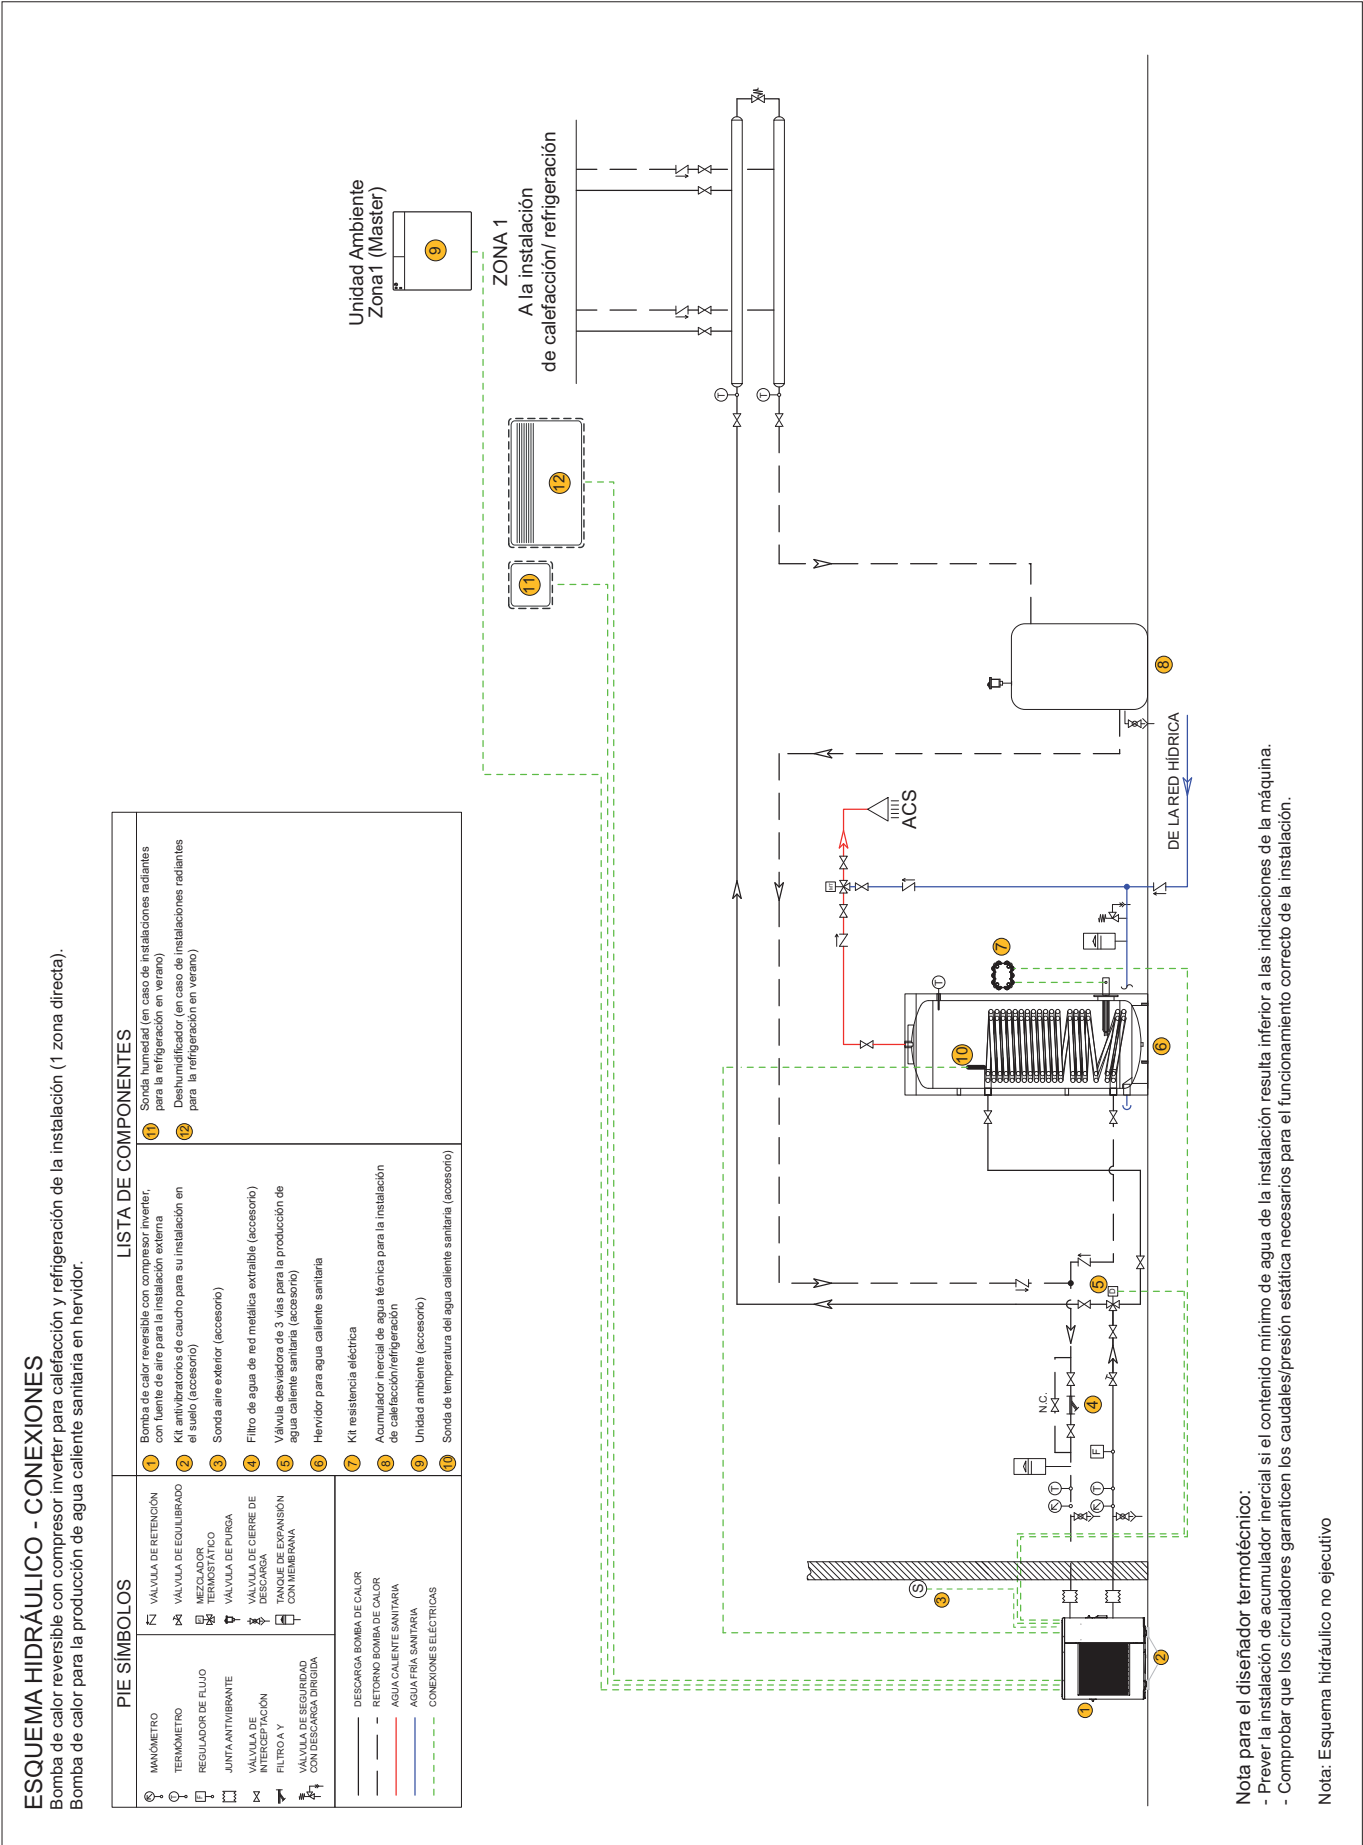 ESQUEMA HIDRÁULICO - CONEXIONES
Bomba de calor reversible con compresor inverter para calefacción y refrigeración de la instalación (1 zona directa).
Bomba de calor para la producción de agua caliente sanitaria en hervidor.
PIE SÍMBOLOS
MANÓMETRO
TERMÓMETRO
REGULADOR DE FLUJO
JUNTA ANTIVIBRANTE
VÁLVULA DE
INTERCEPTACIÓN
FILTRO A Y
VÁLVULA DE SEGURIDAD
CON DESCARGA DIRIGIDA
VÁLVULA DE RETENCIÓN
VÁLVULA DE EQUILIBRADO
MEZCLADOR
TERMOSTÁTICO
VÁLVULA DE PURGA
VÁLVULA DE CIERRE DE
DESCARGA
TANQUE DE EXPANSIÓN
CON MEMBRANA
DESCARGA BOMBA DE CALOR
RETORNO BOMBA DE CALOR
AGUA CALIENTE SANITARIA
AGUA FRÍA SANITARIA
CONEXIONES ELÉCTRICAS
LISTA DE COMPONENTES
1 Bomba de calor reversible con compresor inverter,
con fuente de aire para la instalación externa
2 Kit antivibratorios de caucho para su instalación en
el suelo (accesorio)
3 Sonda aire exterior (accesorio)
4 Filtro de agua de red metálica extraíble (accesorio)
5 Válvula desviadora de 3 vías para la producción de
agua caliente sanitaria (accesorio)
6 Hervidor para agua caliente sanitaria
7 Kit resistencia eléctrica
8 Acumulador inercial de agua técnica para la instalación
de calefacción/refrigeración
9 Unidad ambiente (accesorio)
10 Sonda de temperatura del agua caliente sanitaria (accesorio)
11 Sonda humedad (en caso de instalaciones radiantes
para la refrigeración en verano)
12 Deshumidificador (en caso de instalaciones radiantes
para la refrigeración en verano)
Unidad Ambiente
Zona1 (Master)
9
ZONA 1
A la instalación
de calefacción/ refrigeración
12
11
T
T
8
DE LA RED HÍDRICA
ACS
MT
7
T
10
6
5
D
N.C.
4
F
T
T
S
3
1
2
Nota para el diseñador termotécnico:
- Prever la instalación de acumulador inercial si el contenido mínimo de agua de la instalación resulta inferior a las indicaciones de la máquina.
- Comprobar que los circuladores garanticen los caudales/presión estática necesarios para el funcionamiento correcto de la instalación.
Nota: Esquema hidráulico no ejecutivo